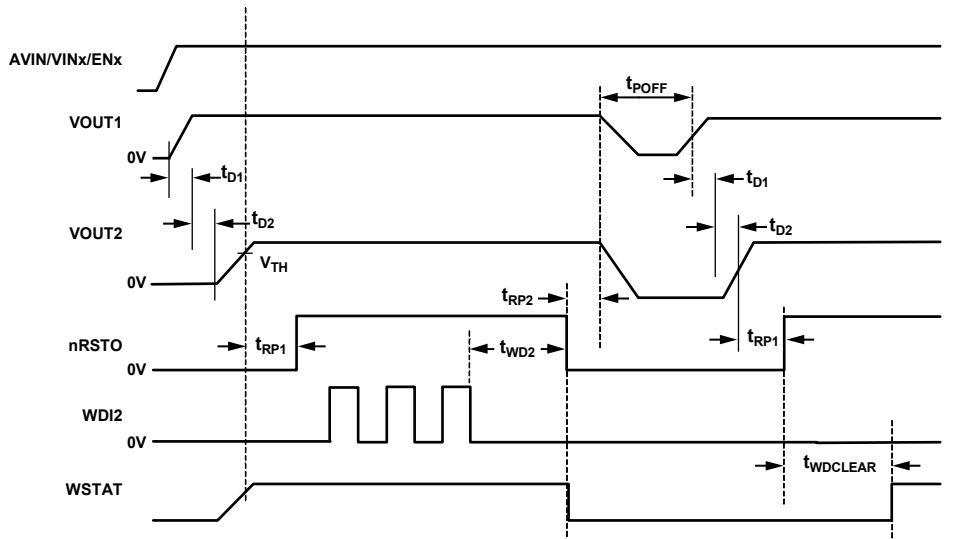 AVIN/VINx/ENx
tPOFF
VOUT1
0V
tD1
tD1
tD2
tD2
VOUT2
VTH
0V
tRP2
nRSTO
tRP1
tWD2
tRP1
0V
WDI2
0V
tWDCLEAR
WSTAT